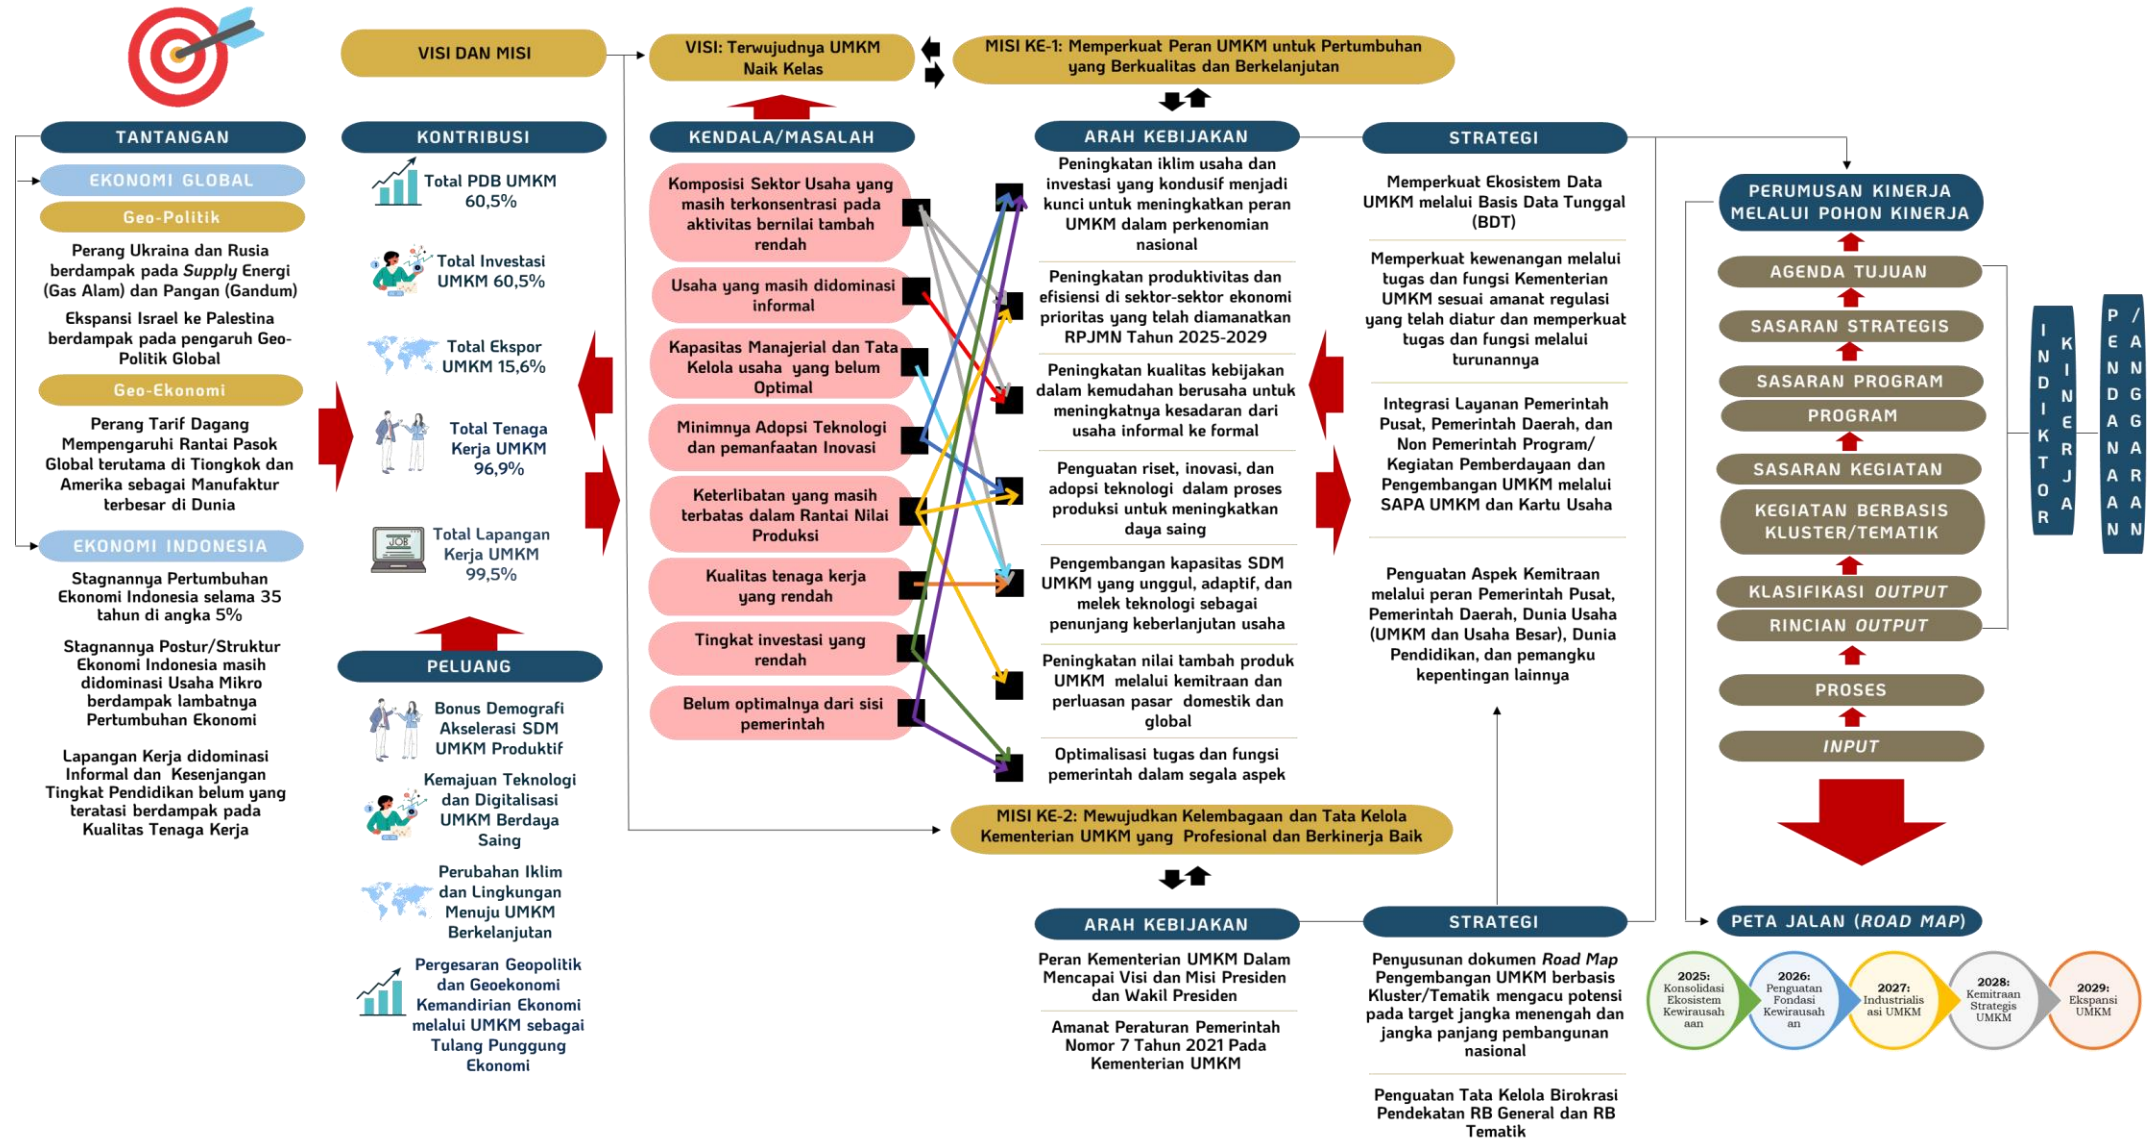 VISI DAN MISI
VISI: Terwujudnya UMKM
Naik Kelas
MISI KE-1: Memperkuat Peran UMKM untuk Pertumbuhan
yang Berkualitas dan Berkelanjutan
TANTANGAN
EKONOMI GLOBAL
Geo-Politik
Perang Ukraina dan Rusia
berdampak pada Supply Energi
(Gas Alam) dan Pangan (Gandum)
Ekspansi Israel ke Palestina
berdampak pada pengaruh Geo-
Politik Global
Geo-Ekonomi
Perang Tarif Dagang
Mempengaruhi Rantai Pasok
Global terutama di Tiongkok dan
Amerika sebagai Manufaktur
terbesar di Dunia
EKONOMI INDONESIA
Stagnannya Pertumbuhan
Ekonomi Indonesia selama 35
tahun di angka 5%
Stagnannya Postur/Struktur
Ekonomi Indonesia masih
didominasi Usaha Mikro
berdampak lambatnya
Pertumbuhan Ekonomi
Lapangan Kerja didominasi
Informal dan Kesenjangan
Tingkat Pendidikan belum yang
teratasi berdampak pada
Kualitas Tenaga Kerja
KONTRIBUSI
Total PDB UMKM
60,5%
Total Investasi
UMKM 60,5%
Total Ekspor
UMKM 15,6%
Total Tenaga
Kerja UMKM
96,9%
JOB
Total Lapangan
Kerja UMKM
99,5%
PELUANG
Bonus Demografi
Akselerasi SDM
UMKM Produktif
Kemajuan Teknologi
dan Digitalisasi
UMKM Berdaya
Saing
Perubahan Iklim
dan Lingkungan
Menuju UMKM
Berkelanjutan
Pergesaran Geopolitik
dan Geoekonomi
Kemandirian Ekonomi
melalui UMKM sebagai
Tulang Punggung
Ekonomi
KENDALA/MASALAH
Komposisi Sektor Usaha yang
masih terkonsentrasi pada
aktivitas bernilai tambah
rendah
Usaha yang masih didominasi
informal
Kapasitas Manajerial dan Tata
Kelola usaha yang belum
Optimal
Minimnya Adopsi Teknologi
dan pemanfaatan Inovasi
Keterlibatan yang masih
terbatas dalam Rantai Nilai
Produksi
Kualitas tenaga kerja
yang rendah
Tingkat investasi yang
rendah
Belum optimalnya dari sisi
pemerintah
ARAH KEBIJAKAN
Peningkatan iklim usaha dan
investasi yang kondusif menjadi
kunci untuk meningkatkan peran
UMKM dalam perkenomian
nasional
Peningkatan produktivitas dan
efisiensi di sektor-sektor ekonomi
prioritas yang telah diamanatkan
RPJMN Tahun 2025-2029
Peningkatan kualitas kebijakan
dalam kemudahan berusaha untuk
meningkatnya kesadaran dari
usaha informal ke formal
Penguatan riset, inovasi, dan
adopsi teknologi dalam proses
produksi untuk meningkatkan
daya saing
Pengembangan kapasitas SDM
UMKM yang unggul, adaptif, dan
melek teknologi sebagai
penunjang keberlanjutan usaha
Peningkatan nilai tambah produk
UMKM melalui kemitraan dan
perluasan pasar domestik dan
global
Optimalisasi tugas dan fungsi
pemerintah dalam segala aspek
STRATEGI
Memperkuat Ekosistem Data
UMKM melalui Basis Data Tunggal
(BDT)
Memperkuat kewenangan melalui
tugas dan fungsi Kementerian
UMKM sesuai amanat regulasi
yang telah diatur dan memperkuat
tugas dan fungsi melalui
turunannya
Integrasi Layanan Pemerintah
Pusat, Pemerintah Daerah, dan
Non Pemerintah Program/
Kegiatan Pemberdayaan dan
Pengembangan UMKM melalui
SAPA UMKM dan Kartu Usaha
Penguatan Aspek Kemitraan
melalui peran Pemerintah Pusat,
Pemerintah Daerah, Dunia Usaha
(UMKM dan Usaha Besar), Dunia
Pendidikan, dan pemangku
kepentingan lainnya
MISI KE-2: Mewujudkan Kelembagaan dan Tata Kelola
Kementerian UMKM yang Profesional dan Berkinerja Baik
ARAH KEBIJAKAN
Peran Kementerian UMKM Dalam
Mencapai Visi dan Misi Presiden
dan Wakil Presiden
Amanat Peraturan Pemerintah
Nomor 7 Tahun 2021 Pada
Kementerian UMKM
STRATEGI
Penyusunan dokumen Road Map
Pengembangan UMKM berbasis
Kluster/Tematik mengacu potensi
pada target jangka menengah dan
jangka panjang pembangunan
nasional
Penguatan Tata Kelola Birokrasi
Pendekatan RB General dan RB
Tematik
PERUMUSAN KINERJA
MELALUI POHON KINERJA
AGENDA TUJUAN
SASARAN STRATEGIS
SASARAN PROGRAM
PROGRAM
SASARAN KEGIATAN
KEGIATAN BERBASIS
KLUSTER/TEMATIK
KLASIFIKASI OUTPUT
RINCIAN OUTPUT
PROSES
INPUT
INDIKTOR
KINERJA
PENDANAAN
/ANGGARAN
PETA JALAN (ROAD MAP)
2025:
Konsolidasi
Ekosistem
Kewirausah
aan
2026:
Penguatan
Fondasi
Kewirausah
an
2027:
Industrialis
asi UMKM
2028:
Kemitraan
Strategis
UMKM
2029:
Ekspansi
UMKM